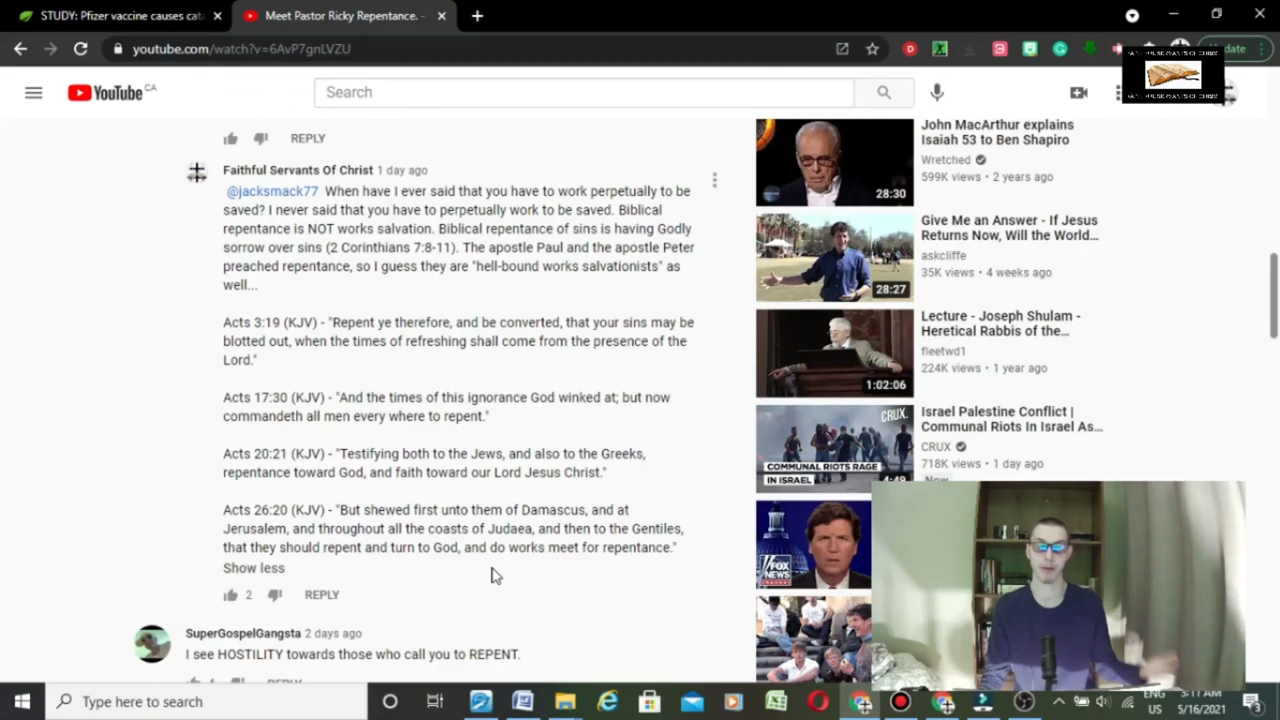 STUDY: Pfizer vaccine causes cat
Meet Pastor Ricky Repentance. -
youtube.com/watch?v=6AvP7gnLVZU
YouTube CA
Search
REPLY
Faithful Servants Of Christ 1 day ago
@jacksmack77 When have I ever said that you have to work perpetually to be
saved? I never said that you have to perpetually work to be saved. Biblical
repentance is NOT works salvation. Biblical repentance of sins is having Godly
sorrow over sins (2 Corinthians 7:8-11). The apostle Paul and the apostle Peter
preached repentance, so I guess they are "hell-bound works salvationists" as
well...
Acts 3:19 (KJV) - "Repent ye therefore, and be converted, that your sins may be
blotted out, when the times of refreshing shall come from the presence of the
Lord."
Acts 17:30 (KJV) - "And the times of this ignorance God winked at; but now
commandeth all men every where to repent."
Acts 20:21 (KJV) - "Testifying both to the Jews, and also to the Greeks,
repentance toward God, and faith toward our Lord Jesus Christ."
Acts 26:20 (KJV) - "But shewed first unto them of Damascus, and at
Jerusalem, and throughout all the coasts of Judaea, and then to the Gentiles,
that they should repent and turn to God, and do works meet for repentance."
Show less
2 REPLY
SuperGospelGangsta 2 days ago
I see HOSTILITY towards those who call you to REPENT.
REPLY
John MacArthur explains
Isaiah 53 to Ben Shapiro
Wretched
599K views • 2 years ago
28:30
Give Me an Answer - If Jesus
Returns Now, Will the World...
askcliffe
35K views • 4 weeks ago
28:27
Lecture - Joseph Shulam -
Heretical Rabbis of the...
fleetwd1
224K views • 1 year ago
1:02:06
Israel Palestine Conflict |
Communal Riots In Israel As...
CRUX
718K views • 1 day ago
CRUX.
COMMUNAL RIOTS RAGE
IN ISRAEL
4:49
FOX
NEWS
Type here to search
ENG
US
3:11 AM
5/16/2021
3